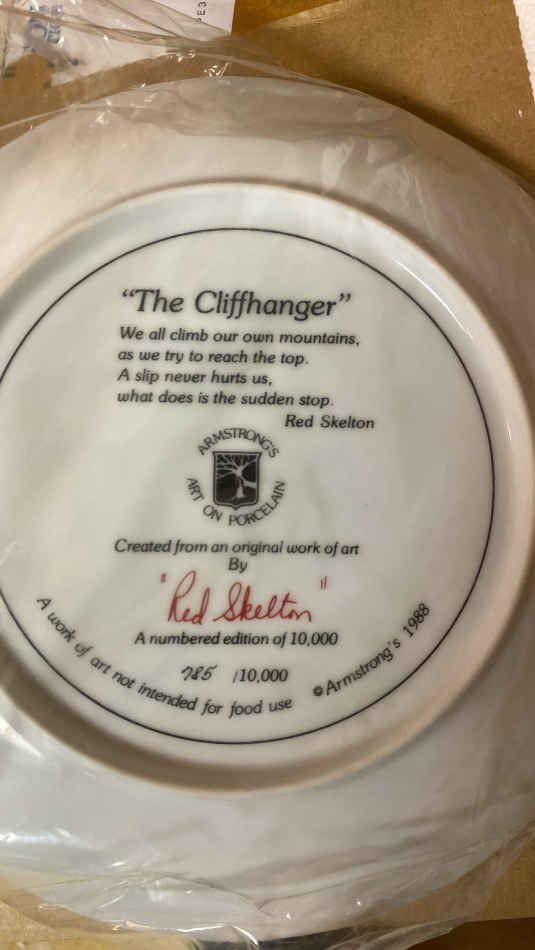 "The Cliffhanger"
We all climb our own mountains,
as we try to reach the top.
A slip never hurts us,
what does is the sudden stop.
Red Skelton
ARMSTRONG'S
ART ON PORCELAIN
Created from an original work of art
By
"Red Skelton"
A numbered edition of 10,000
785 /10,000
A work of art not intended for food use
© Armstrong's 1988